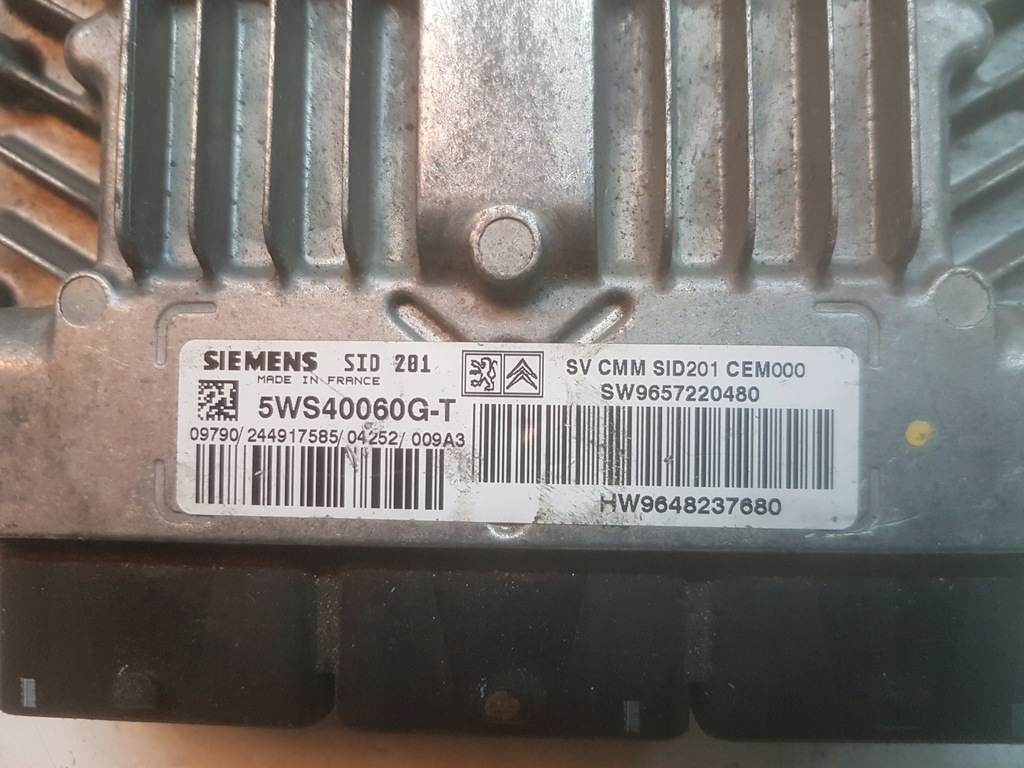 SIEMENS SID 201
MADE IN FRANCE
5WS40060G-T
09790/244917585/04252/009A3
SV CMM SID201 CEM000
SW9657220480
HW9648237680